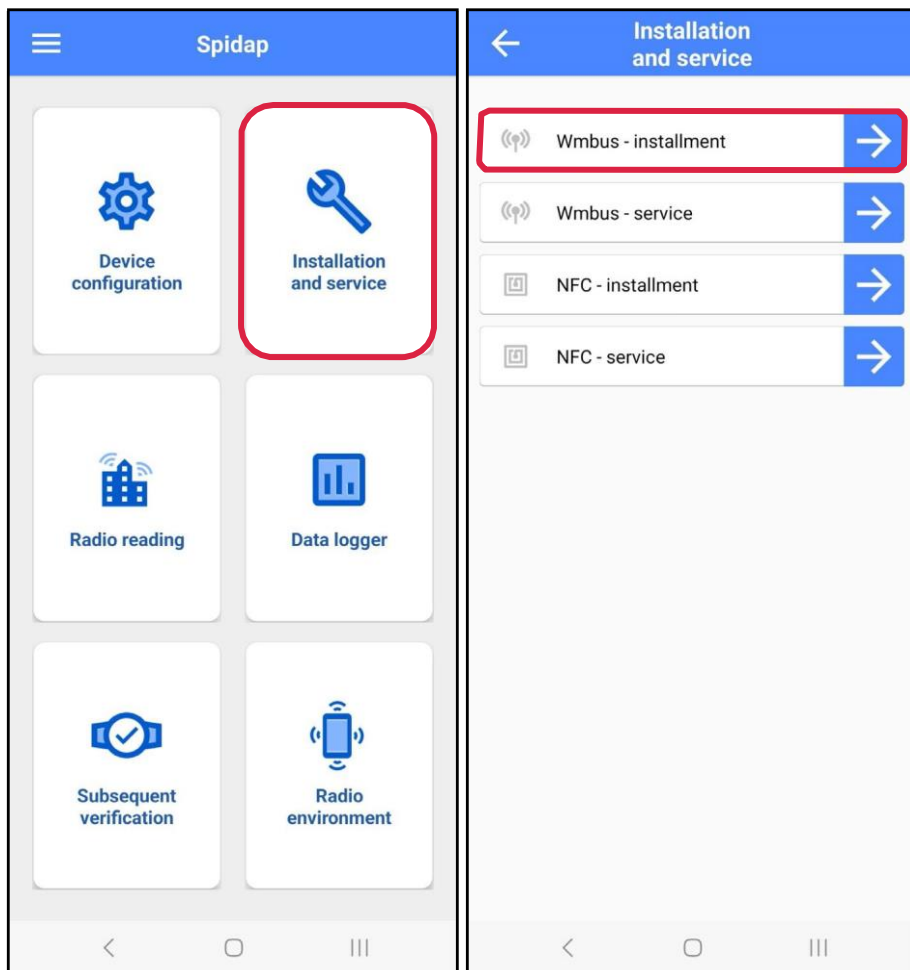 Spidap
Device
configuration
Installation
and service
Radio reading
Data logger
Subsequent
verification
Radio
environment
Installation
and service
Wmbus - installment
Wmbus - service
NFC - installment
NFC - service